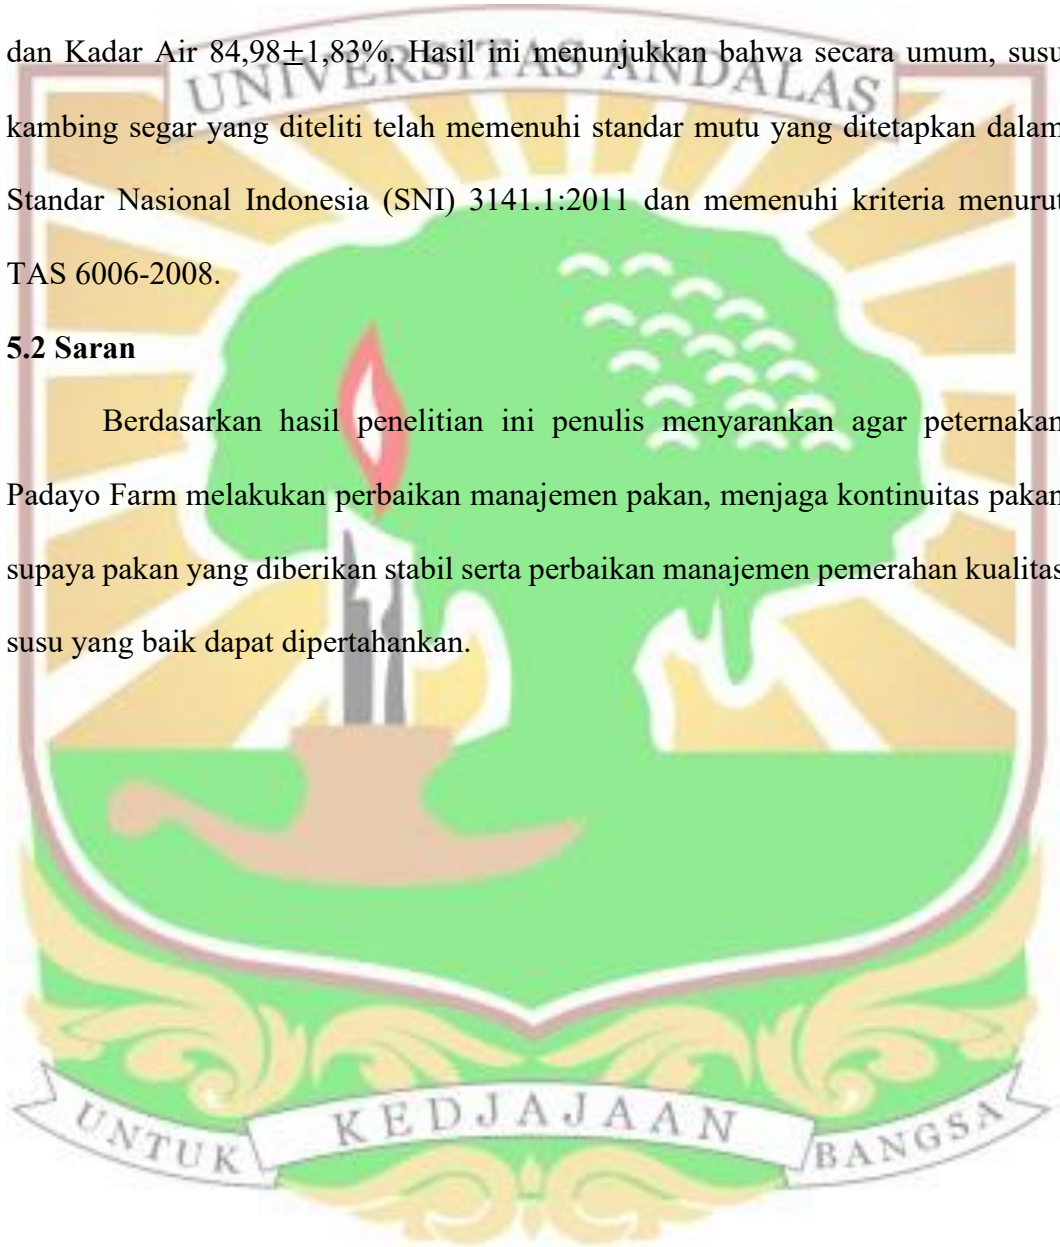 dan Kadar Air 84,98±1,83%. Hasil ini menunjukkan bahwa secara umum, susu
UNIVERSITAS ANDALAS
kambing segar yang diteliti telah memenuhi standar mutu yang ditetapkan dalam
Standar Nasional Indonesia (SNI) 3141.1:2011 dan memenuhi kriteria menurut
TAS 6006-2008.
5.2 Saran
Berdasarkan hasil penelitian ini penulis menyarankan agar peternakan
Padayo Farm melakukan perbaikan manajemen pakan, menjaga kontinuitas pakan
supaya pakan yang diberikan stabil serta perbaikan manajemen pemerahan kualitas
susu yang baik dapat dipertahankan.
UNTUK KEDJAJAAN BANGSA